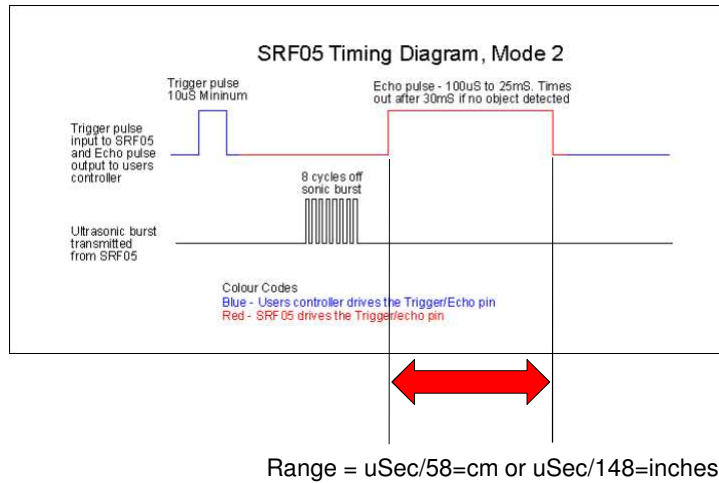 SRF05 Timing Diagram, Mode 2
Trigger pulse
10uS Mininum
Echo pulse - 100uS to 25mS. Times
out after 30mS if no object detected
Trigger pulse
input to SRF05
and Echo pulse
output to users
controller
8 cycles off
sonic burst
Ultrasonic burst
transmitted
from SRF05
Colour Codes
Blue - Users controller drives the Trigger/Echo pin
Red - SRF05 drives the Trigger/echo pin
Range = uSec/58=cm or uSec/148=inches